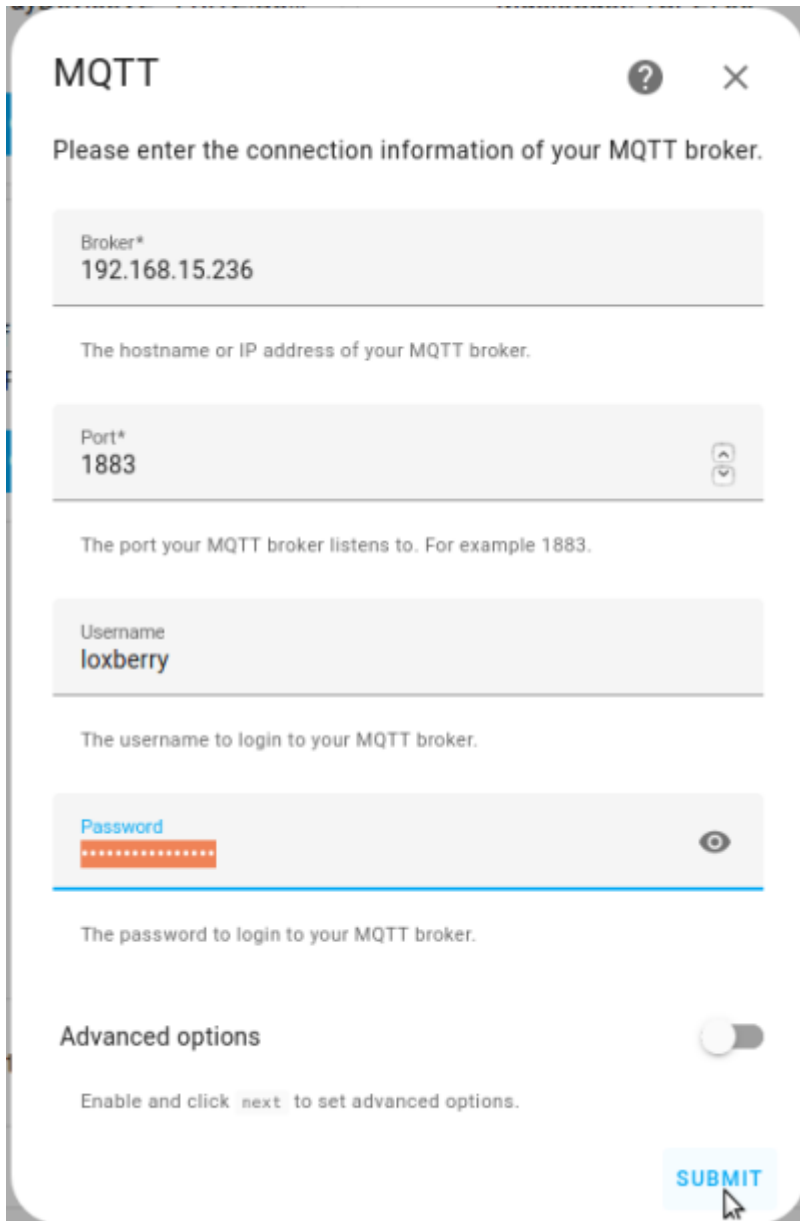 MQTT
Please enter the connection information of your MQTT broker.
Broker*
192.168.15.236
The hostname or IP address of your MQTT broker.
Port*
1883
The port your MQTT broker listens to. For example 1883.
Username
loxberry
The username to login to your MQTT broker.
Password
••••••••••••••••
The password to login to your MQTT broker.
Advanced options
Enable and click next to set advanced options.
SUBMIT